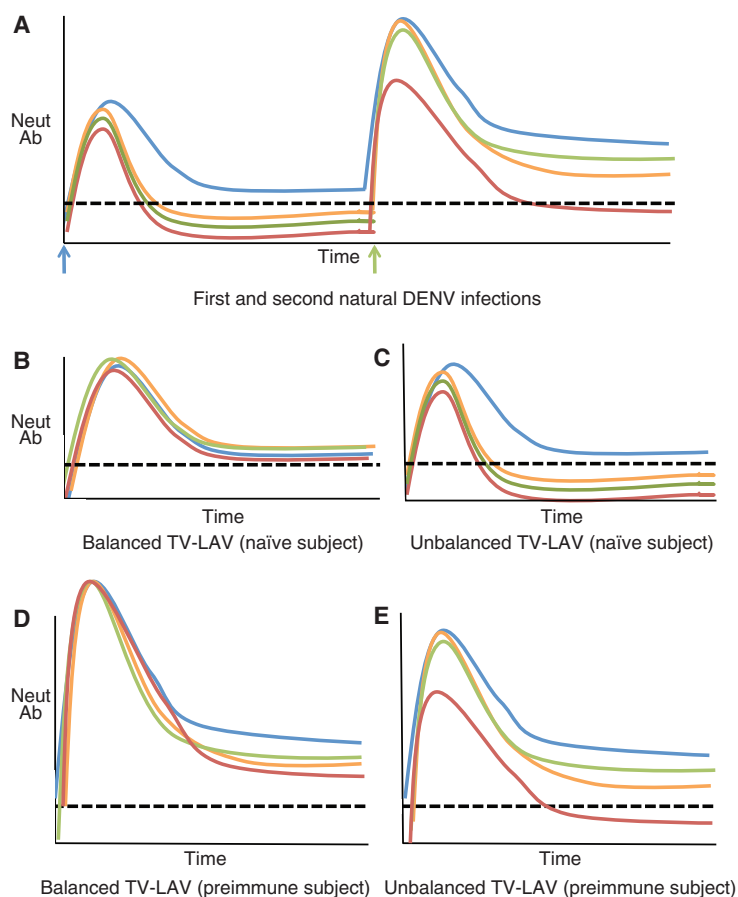 A
Neut
Ab
Time
First and second natural DENV infections
B
C
Neut
Ab
Time
Time
Balanced TV-LAV (naïve subject)
Unbalanced TV-LAV (naïve subject)
D
E
Neut
Ab
Time
Time
Balanced TV-LAV (preimmune subject)
Unbalanced TV-LAV (preimmune subject)